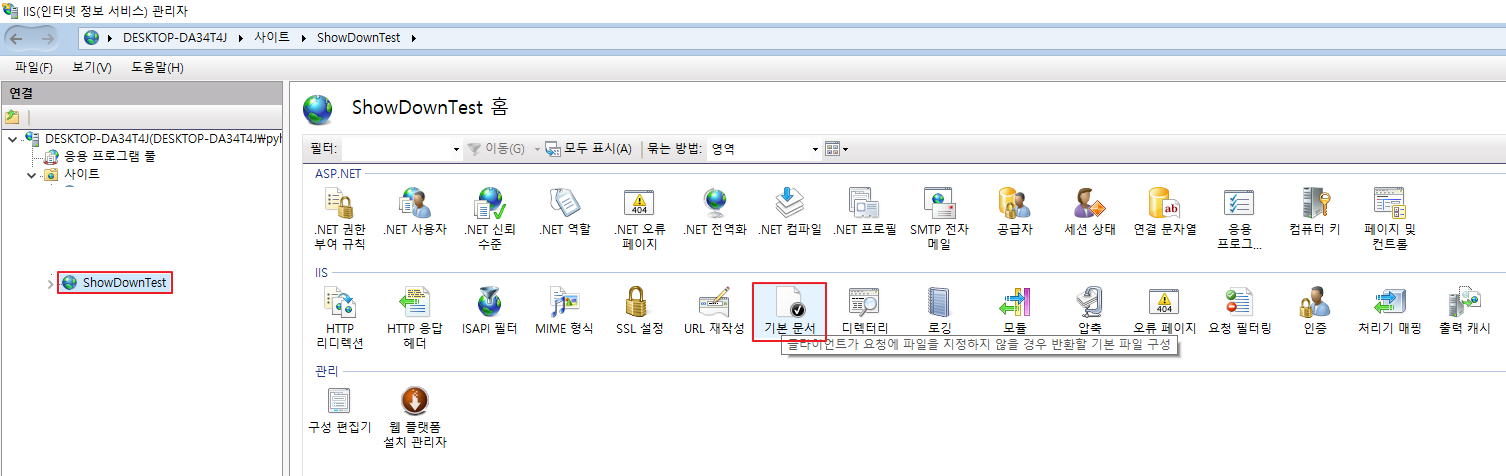 IIS(인터넷 정보 서비스) 관리자
DESKTOP-DA34T4J 사이트 ShowDownTest
파일(F) 보기(V) 도움말(H)
연결
DESKTOP-DA34T4J(DESKTOP-DA34T4J₩pyh
응용 프로그램 풀
사이트
ShowDownTest
ShowDownTest 홈
필터: 이동(G) 모두 표시(A) 묶는 방법: 영역
ASP.NET
.NET 권한 부여 규칙
.NET 사용자
.NET 신뢰 수준
.NET 역할
.NET 오류 페이지
.NET 전역화
.NET 컴파일
.NET 프로필
SMTP 전자 메일
공급자
세션 상태
연결 문자열
응용 프로그...
컴퓨터 키
페이지 및 컨트롤
IIS
HTTP 리디렉션
HTTP 응답 헤더
ISAPI 필터
MIME 형식
SSL 설정
URL 재작성
기본 문서
디렉터리
로깅
모듈
압축
오류 페이지
요청 필터링
인증
처리기 매핑
출력 캐시
클라이언트가 요청에 파일을 지정하지 않을 경우 반환할 기본 파일 구성
관리
구성 편집기
웹 플랫폼 설치 관리자